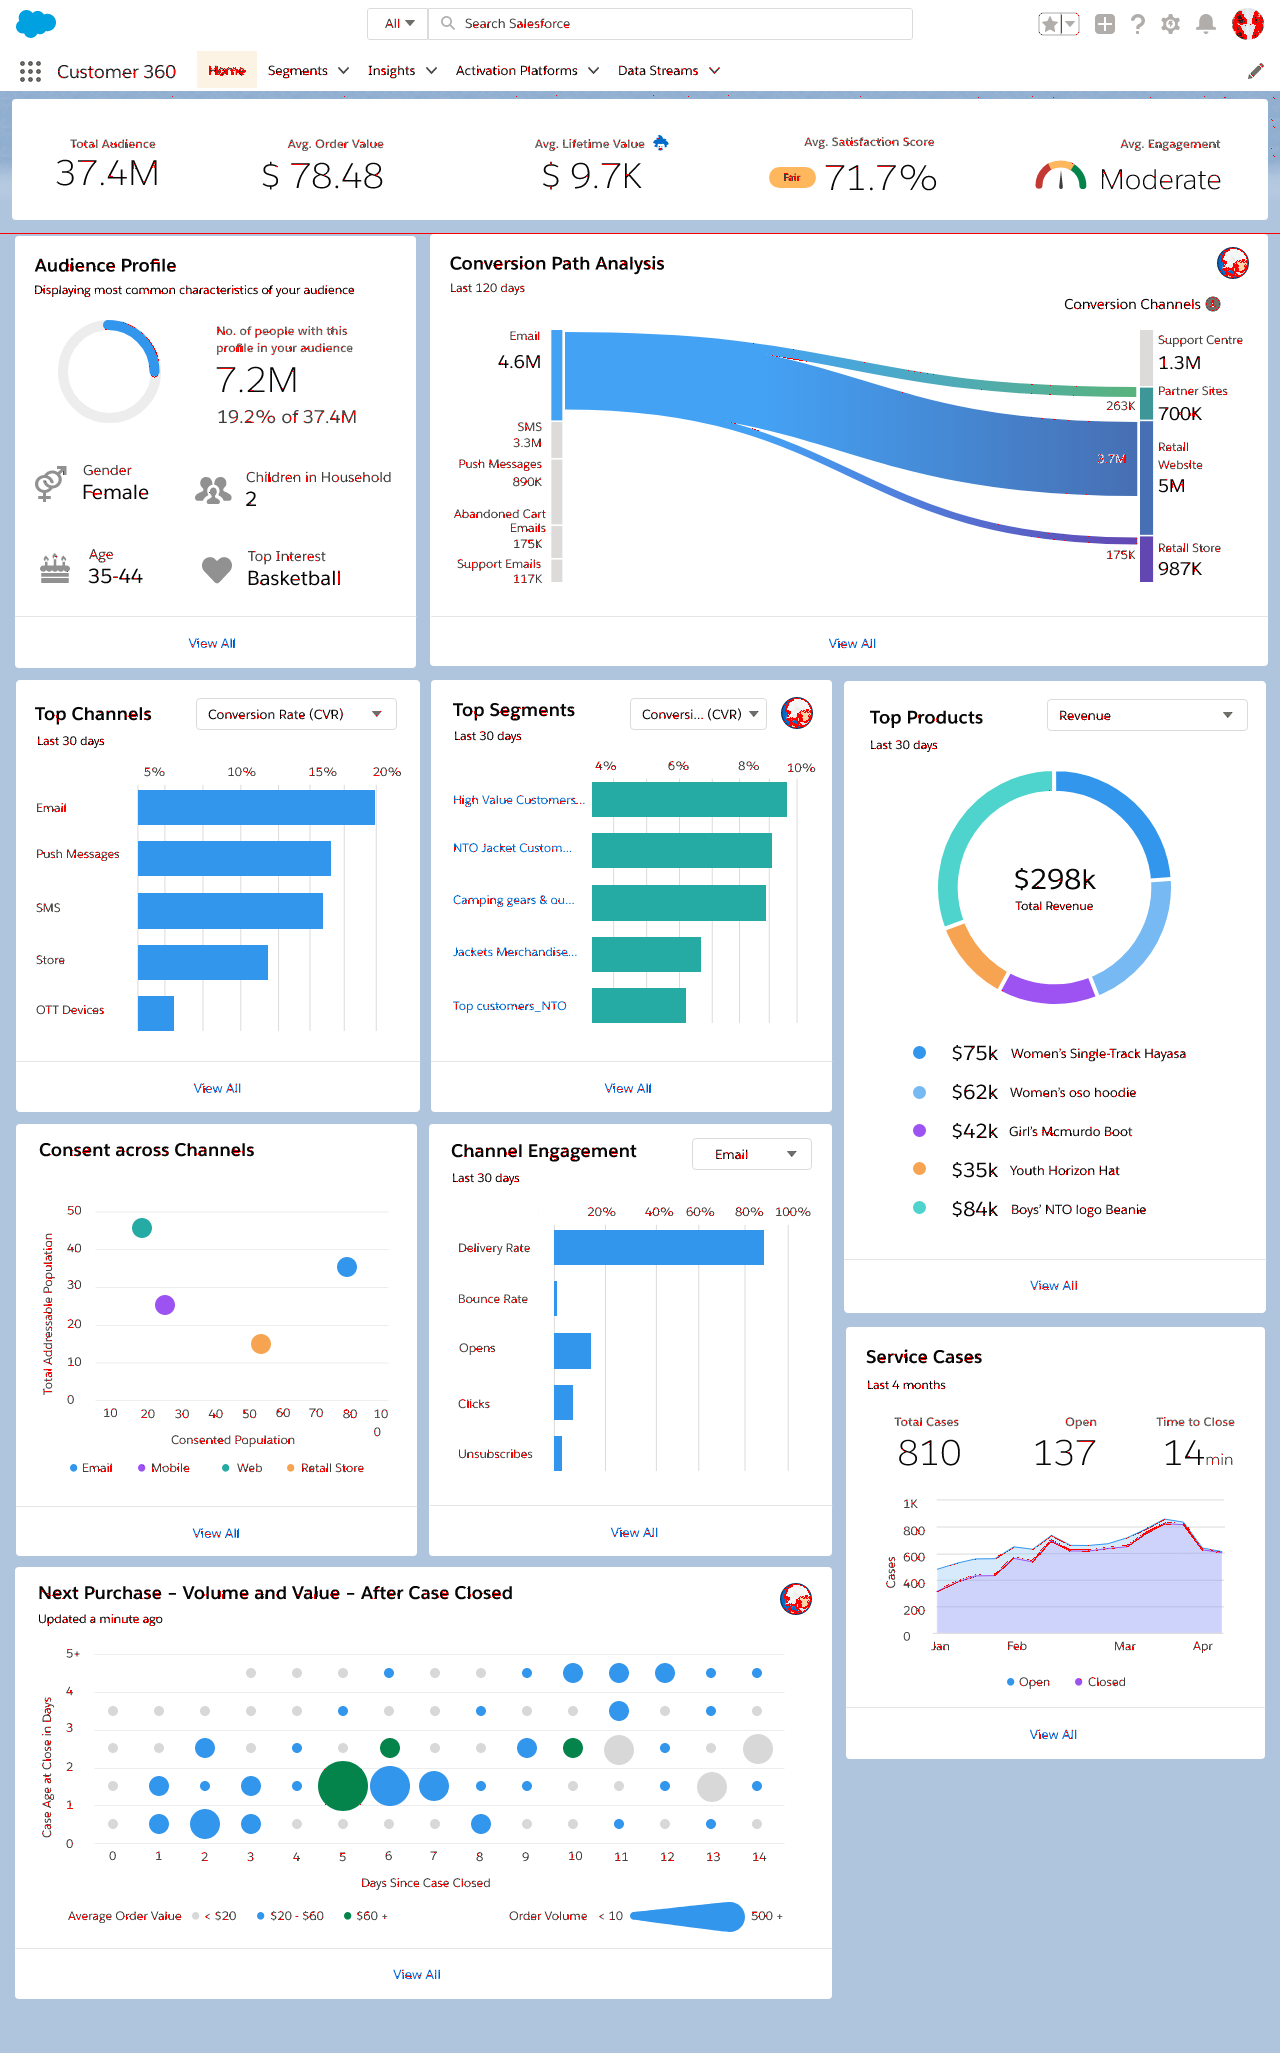 All
Search Salesforce
Customer 360
Home
Segments
Insights
Activation Platforms
Data Streams
Total Audience
37.4M
Avg. Order Value
$ 78.48
Avg. Lifetime Value
$ 9.7K
Avg. Satisfaction Score
Fair
71.7%
Avg. Engagement
Moderate
Audience Profile
Displaying most common characteristics of your audience
No. of people with this
profile in your audience
7.2M
19.2% of 37.4M
Gender
Female
Children in Household
2
Age
35-44
Top Interest
Basketball
View All
Conversion Path Analysis
Last 120 days
Conversion Channels
Email
4.6M
SMS
3.3M
Push Messages
890K
Abandoned Cart
Emails
175K
Support Emails
117K
263K
3.7M
175K
Support Centre
1.3M
Partner Sites
700K
Retail
Website
5M
Retail Store
987K
View All
Top Channels
Conversion Rate (CVR)
Last 30 days
5% 10% 15% 20%
Email
Push Messages
SMS
Store
OTT Devices
View All
Top Segments
Conversi... (CVR)
Last 30 days
4% 6% 8% 10%
High Value Customers...
NTO Jacket Custom...
Camping gears & ou...
Jackets Merchandise...
Top customers_NTO
View All
Top Products
Revenue
Last 30 days
$298k
Total Revenue
$75k Women's Single-Track Hayasa
$62k Women's oso hoodie
$42k Girl's Mcmurdo Boot
$35k Youth Horizon Hat
$84k Boys' NTO logo Beanie
View All
Consent across Channels
Total Addressable Population
50
40
30
20
10
0
10 20 30 40 50 60 70 80 10
0
Consented Population
Email Mobile Web Retail Store
View All
Channel Engagement
Email
Last 30 days
20% 40% 60% 80% 100%
Delivery Rate
Bounce Rate
Opens
Clicks
Unsubscribes
View All
Service Cases
Last 4 months
Total Cases
810
Open
137
Time to Close
14min
Cases
1K
800
600
400
200
0
Jan Feb Mar Apr
Open Closed
View All
Next Purchase – Volume and Value – After Case Closed
Updated a minute ago
Case Age at Close in Days
5+
4
3
2
1
0
0 1 2 3 4 5 6 7 8 9 10 11 12 13 14
Days Since Case Closed
Average Order Value < $20 $20 - $60 $60 +
Order Volume < 10 500 +
View All